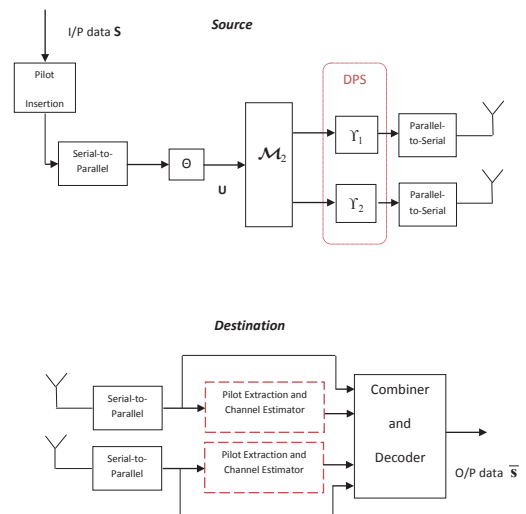 Source
I/P data S
Pilot
Insertion
DPS
Serial-to-
Parallel
Θ
U
𝓜₂
ϒ₁
Parallel-
to-Serial
ϒ₂
Parallel-
to-Serial
Destination
Serial-to-
Parallel
Pilot Extraction and
Channel Estimator
Combiner
and
Decoder
Serial-to-
Parallel
Pilot Extraction and
Channel Estimator
O/P data s̅